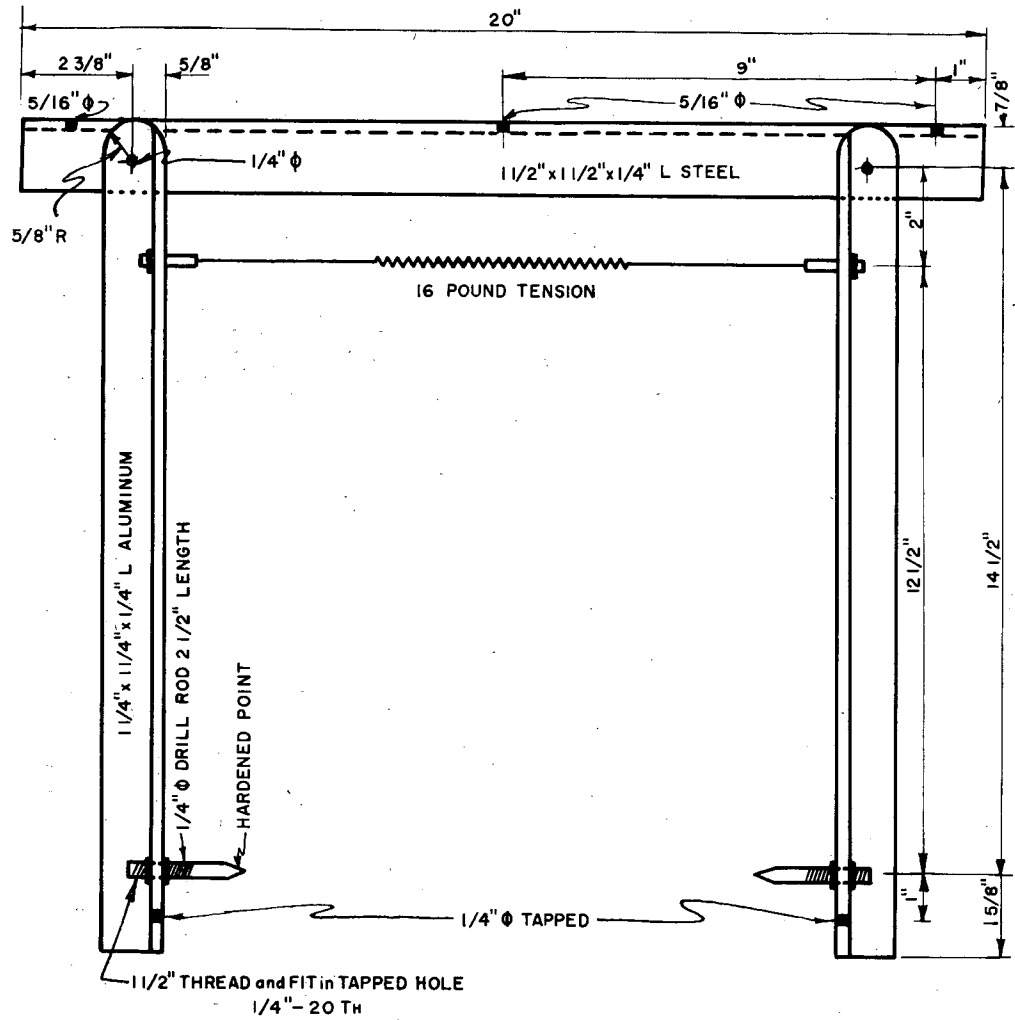 20"
2 3/8"
5/8"
9"
1"
7/8"
5/16" Φ
5/16" Φ
1/4" Φ
1 1/2" x 1 1/2" x 1/4" L STEEL
5/8" R
2"
16 POUND TENSION
1 1/4" x 1 1/4" x 1/4" L ALUMINUM
1/4" Φ DRILL ROD 2 1/2" LENGTH
HARDENED POINT
12 1/2"
14 1/2"
1"
1 5/8"
1/4" Φ TAPPED
1 1/2" THREAD and FIT in TAPPED HOLE
1/4" - 20 TH